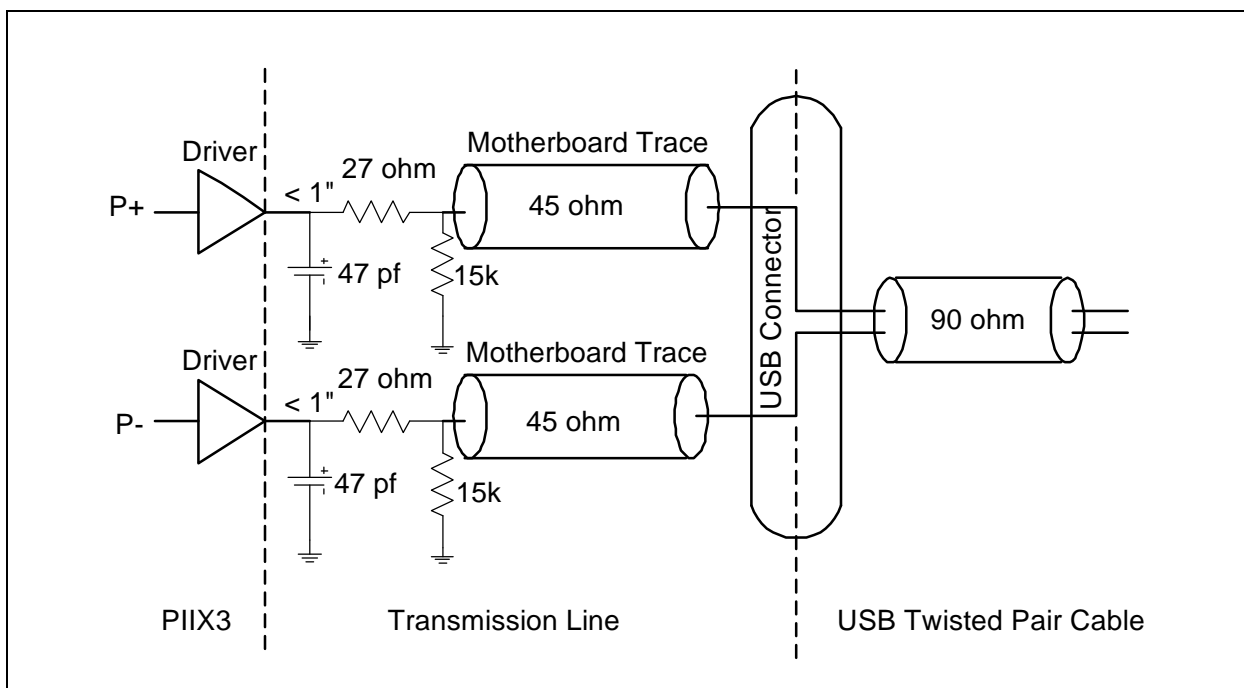 Driver
P+
< 1"
27 ohm
Motherboard Trace
45 ohm
+
-
47 pf
15k
USB Connector
90 ohm
Driver
P-
< 1"
27 ohm
Motherboard Trace
45 ohm
+
-
47 pf
15k
PIIX3
Transmission Line
USB Twisted Pair Cable